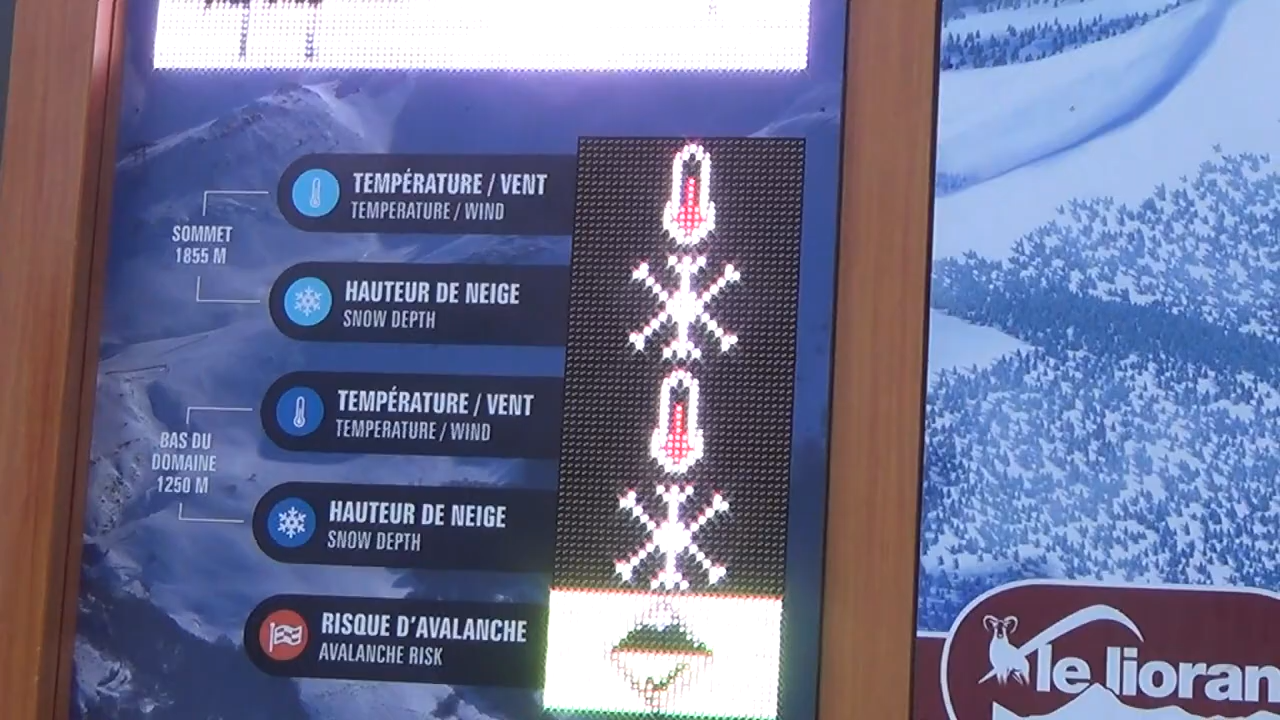 TEMPÉRATURE / VENT
TEMPERATURE / WIND
SOMMET
1855 M
HAUTEUR DE NEIGE
SNOW DEPTH
TEMPÉRATURE / VENT
TEMPERATURE / WIND
BAS DU
DOMAINE
1250 M
HAUTEUR DE NEIGE
SNOW DEPTH
RISQUE D'AVALANCHE
AVALANCHE RISK
le lioran